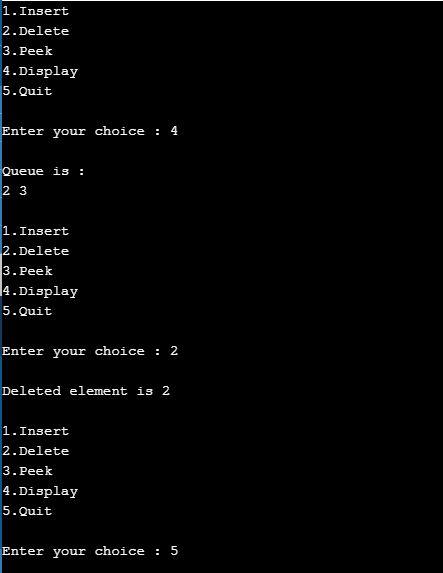 1.Insert
2.Delete
3.Peek
4.Display
5.Quit
Enter your choice : 4
Queue is :
2 3
1.Insert
2.Delete
3.Peek
4.Display
5.Quit
Enter your choice : 2
Deleted element is 2
1.Insert
2.Delete
3.Peek
4.Display
5.Quit
Enter your choice : 5